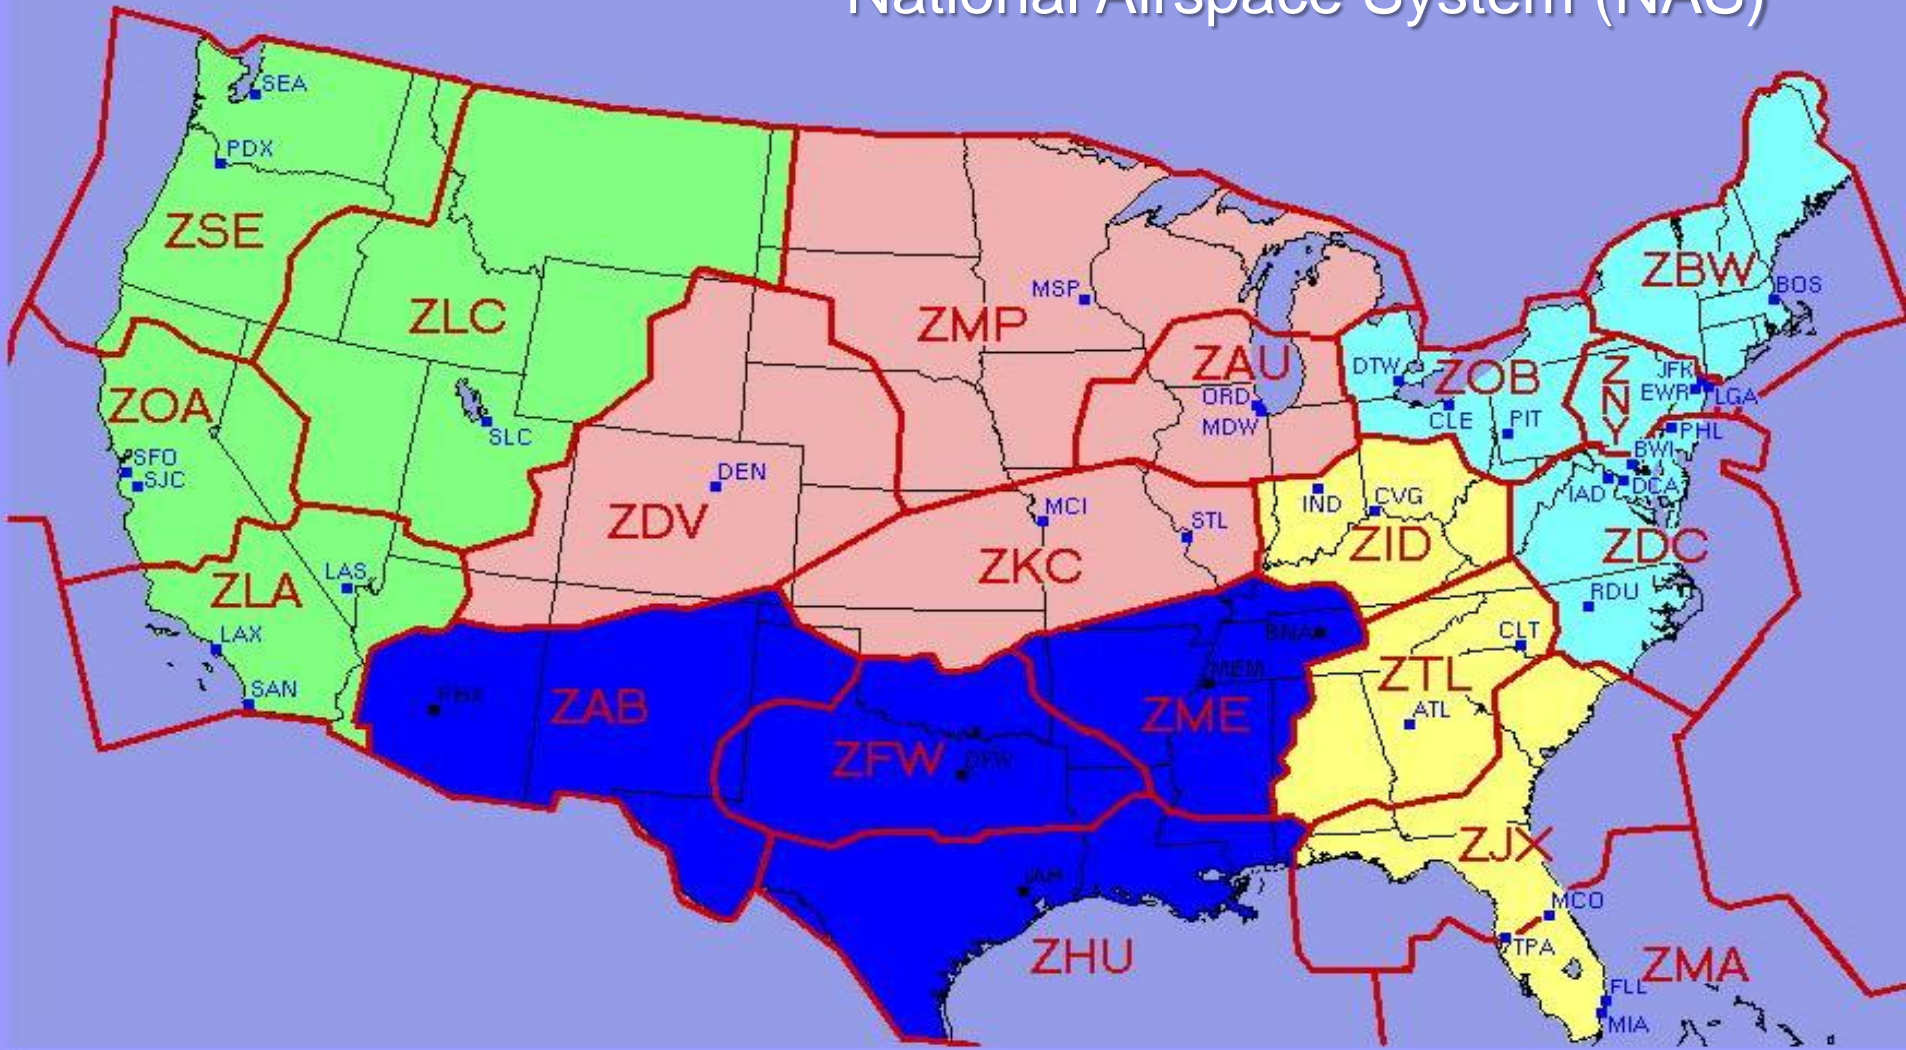 National Airspace System (NAS)
SEA
PDX
ZSE
ZLC
ZMP
MSP
ZBW
BOS
ZOA
ZAU
ORD
MDW
DTW
ZOB
CLE
PIT
Z
N
Y
JFK
EWR
LGA
PHL
SFO
SJC
SLC
DEN
BWI
IAD
DCA
ZDV
MCI
STL
IND
CVG
ZKC
ZID
ZDC
RDU
ZLA
LAS
LAX
SAN
BNA
CLT
PHX
ZAB
MEM
ZME
ZTL
ATL
ZFW
DFW
ZJX
IAH
MCO
ZHU
TPA
ZMA
FLL
MIA